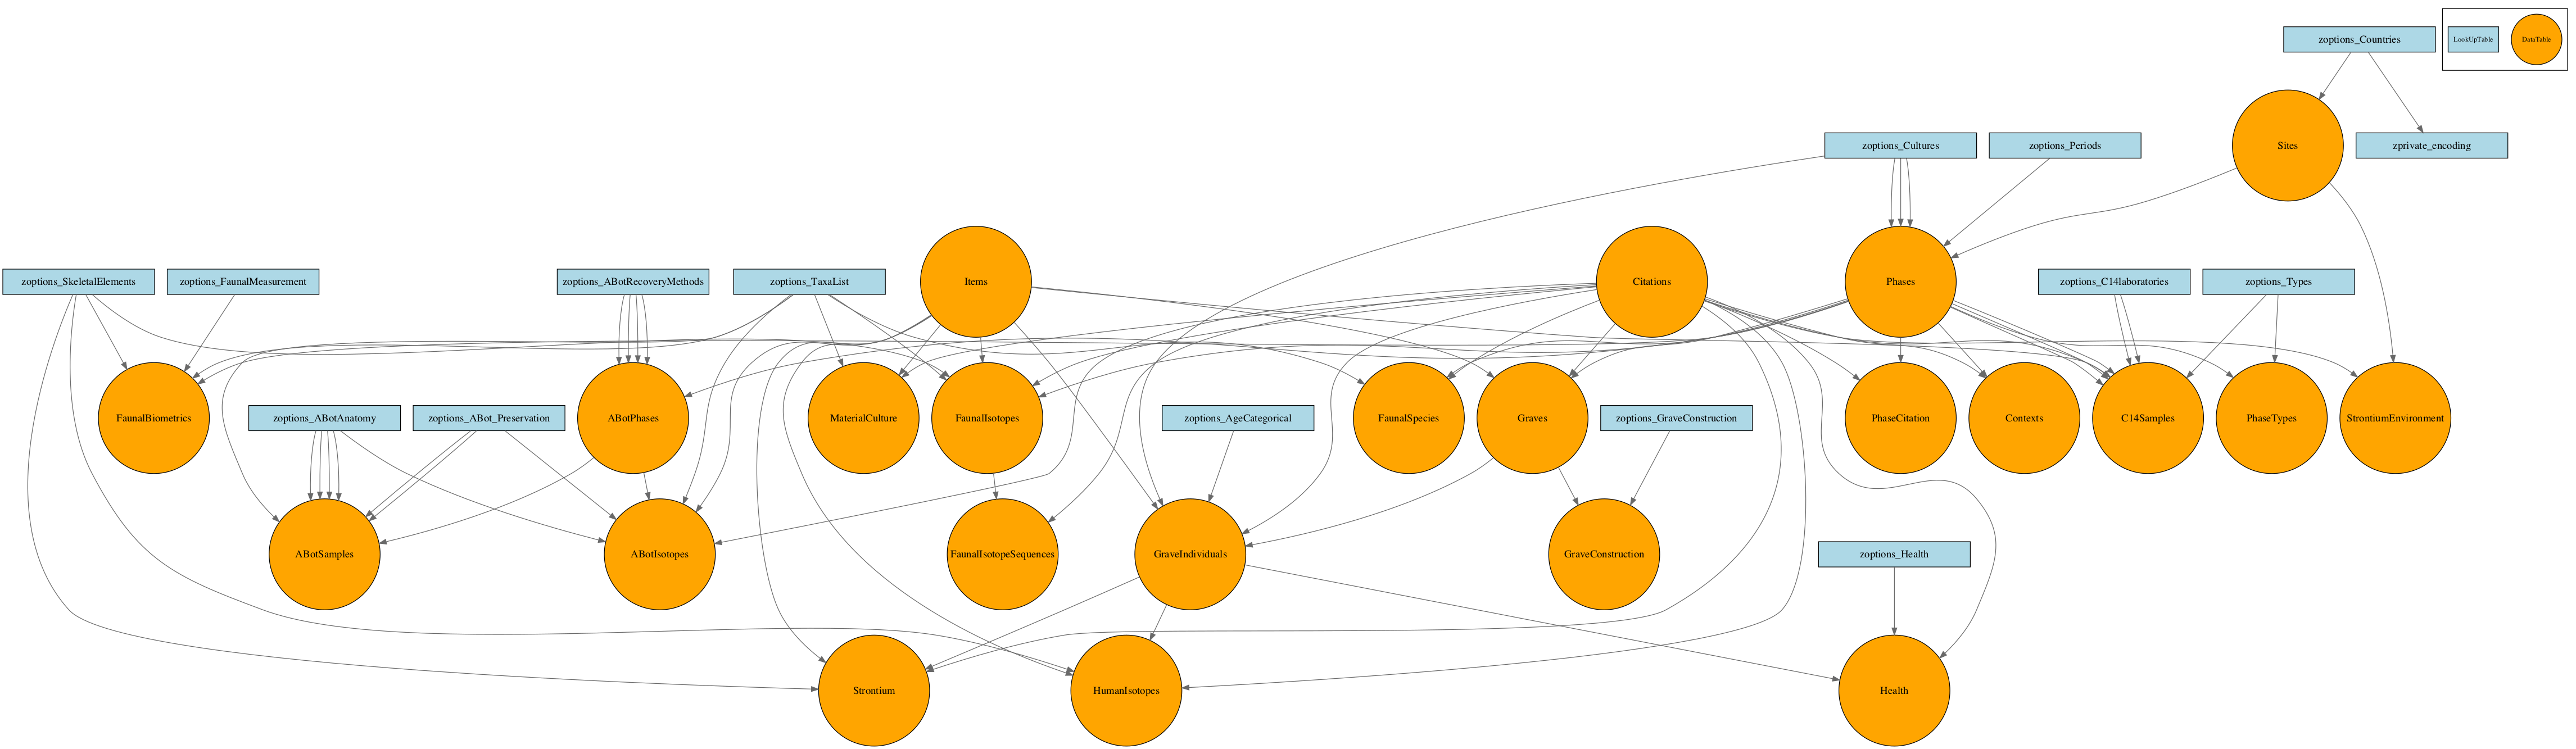 zoptions_Countries
LookUpTable
DataTable
zoptions_Cultures
zoptions_Periods
Sites
zprivate_encoding
zoptions_SkeletalElements
zoptions_FaunalMeasurement
zoptions_ABotRecoveryMethods
zoptions_TaxaList
Items
Citations
Phases
zoptions_C14laboratories
zoptions_Types
FaunalBiometrics
zoptions_ABotAnatomy
zoptions_ABot_Preservation
ABotPhases
MaterialCulture
FaunalIsotopes
zoptions_AgeCategorical
FaunalSpecies
Graves
zoptions_GraveConstruction
PhaseCitation
Contexts
C14Samples
PhaseTypes
StrontiumEnvironment
ABotSamples
ABotIsotopes
FaunalIsotopeSequences
GraveIndividuals
GraveConstruction
zoptions_Health
Strontium
HumanIsotopes
Health